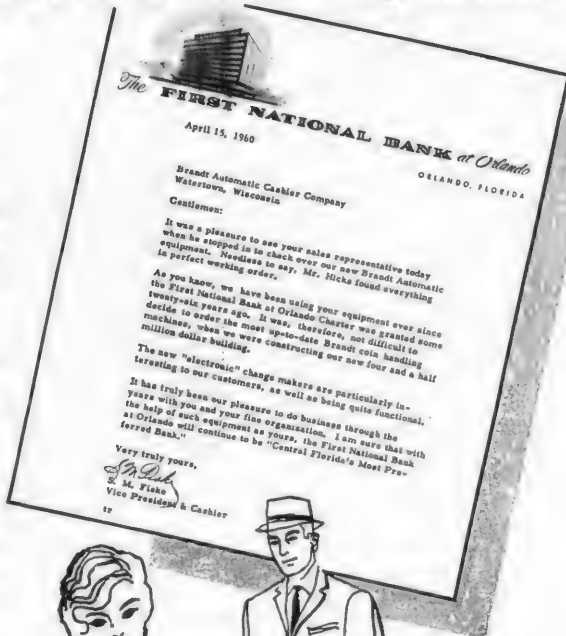 The FIRST NATIONAL BANK at Orlando
ORLANDO, FLORIDA
April 15, 1960
Brandt Automatic Cashier Company
Watertown, Wisconsin
Gentlemen:
It was a pleasure to see your sales representative today
when he stopped in to check over our new Brandt Automatic
equipment. Needless to say, Mr. Hicks found everything
in perfect working order.
As you know, we have been using your equipment ever since
the First National Bank at Orlando Charter was granted some
twenty-six years ago. It was, therefore, not difficult to
decide to order the most up-to-date Brandt coin handling
machines, when we were constructing our new four and a half
million dollar building.
The new "electronic" change makers are particularly in-
teresting to our customers, as well as being quite functional.
It has truly been our pleasure to do business through the
years with you and your fine organization. I am sure that with
the help of such equipment as yours, the First National Bank
at Orlando will continue to be "Central Florida's Most Pre-
ferred Bank."
Very truly yours,
S. M. Fiske
Vice President & Cashier
tr